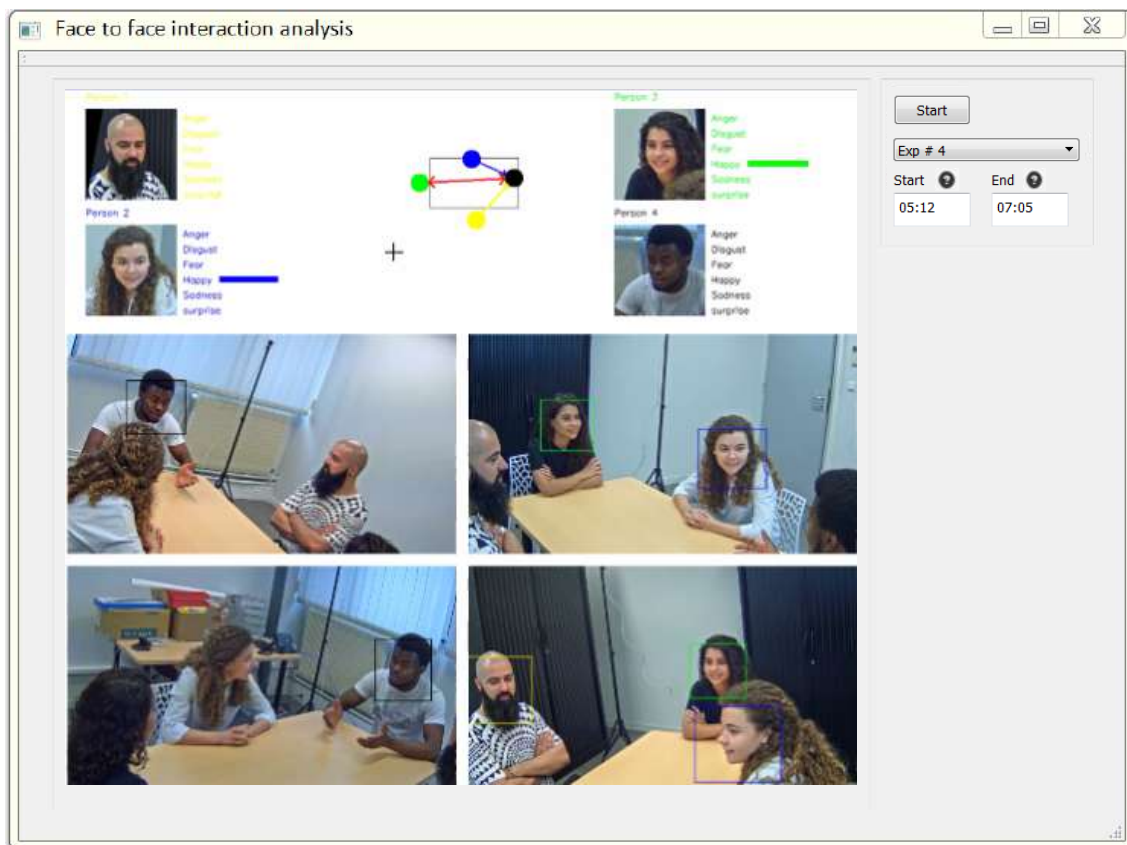 Face to face interaction analysis
Person 1
Anger
Disgust
Fear
Happy
Sadness
surprise
Person 2
Anger
Disgust
Fear
Happy
Sadness
surprise
Person 3
Anger
Disgust
Fear
Happy
Sadness
surprise
Person 4
Anger
Disgust
Fear
Happy
Sadness
surprise
Start
Exp # 4
Start ? End ?
05:12 07:05